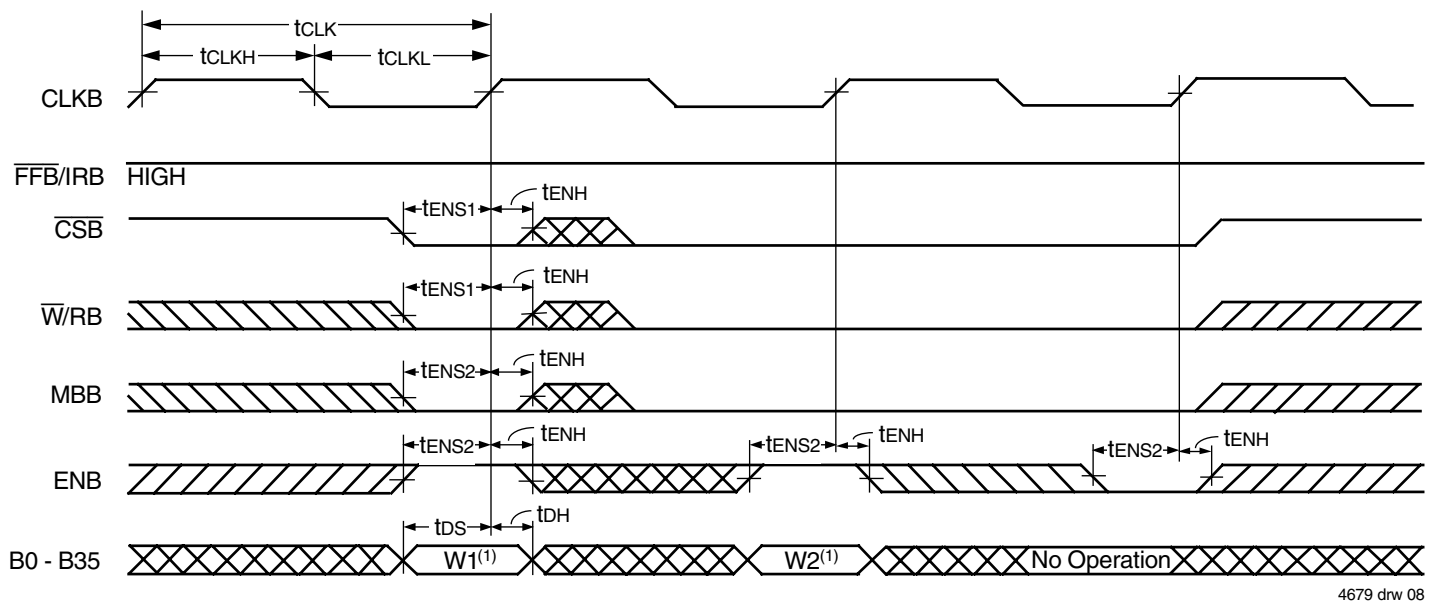 tCLK
tCLKH
tCLKL
CLKB
FFB/IRB HIGH
tENS1
tENH
CSB
tENS1
tENH
W/RB
tENS2
tENH
MBB
tENS2
tENH
tENS2
tENH
tENS2
tENH
ENB
tDS
tDH
B0 - B35
W1(1)
W2(1)
No Operation
4679 drw 08